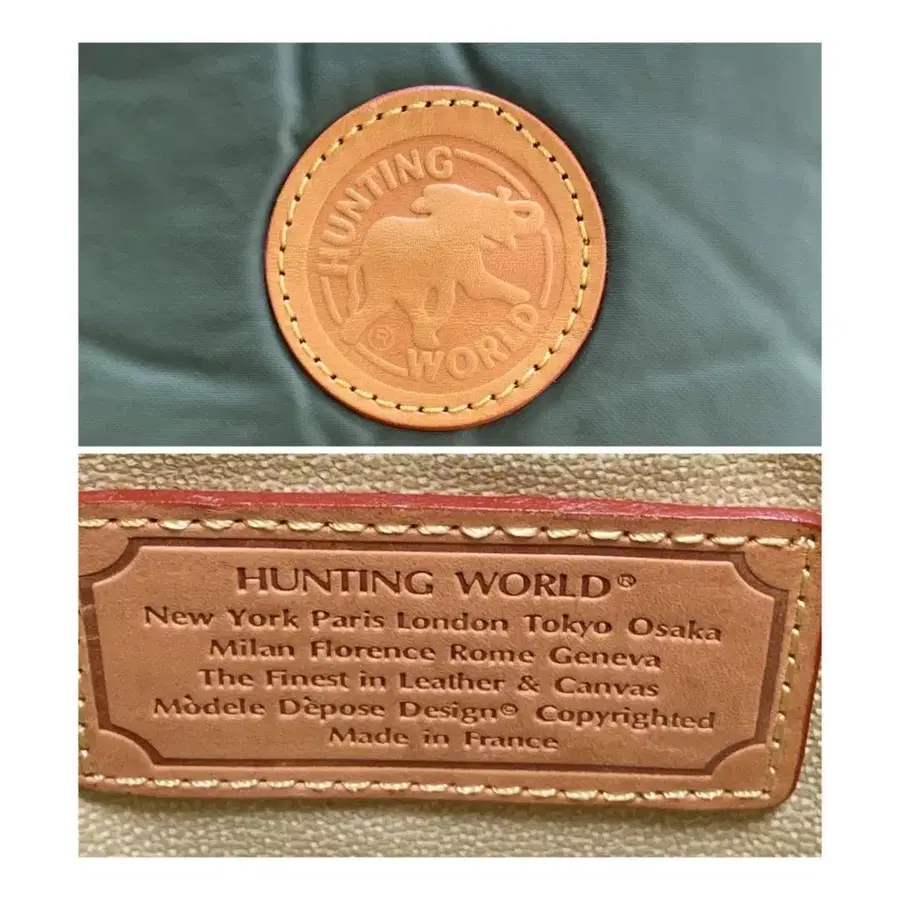 HUNTING
WORLD
®
HUNTING WORLD®
New York Paris London Tokyo Osaka
Milan Florence Rome Geneva
The Finest in Leather & Canvas
Mòdele Dèpose Design© Copyrighted
Made in France